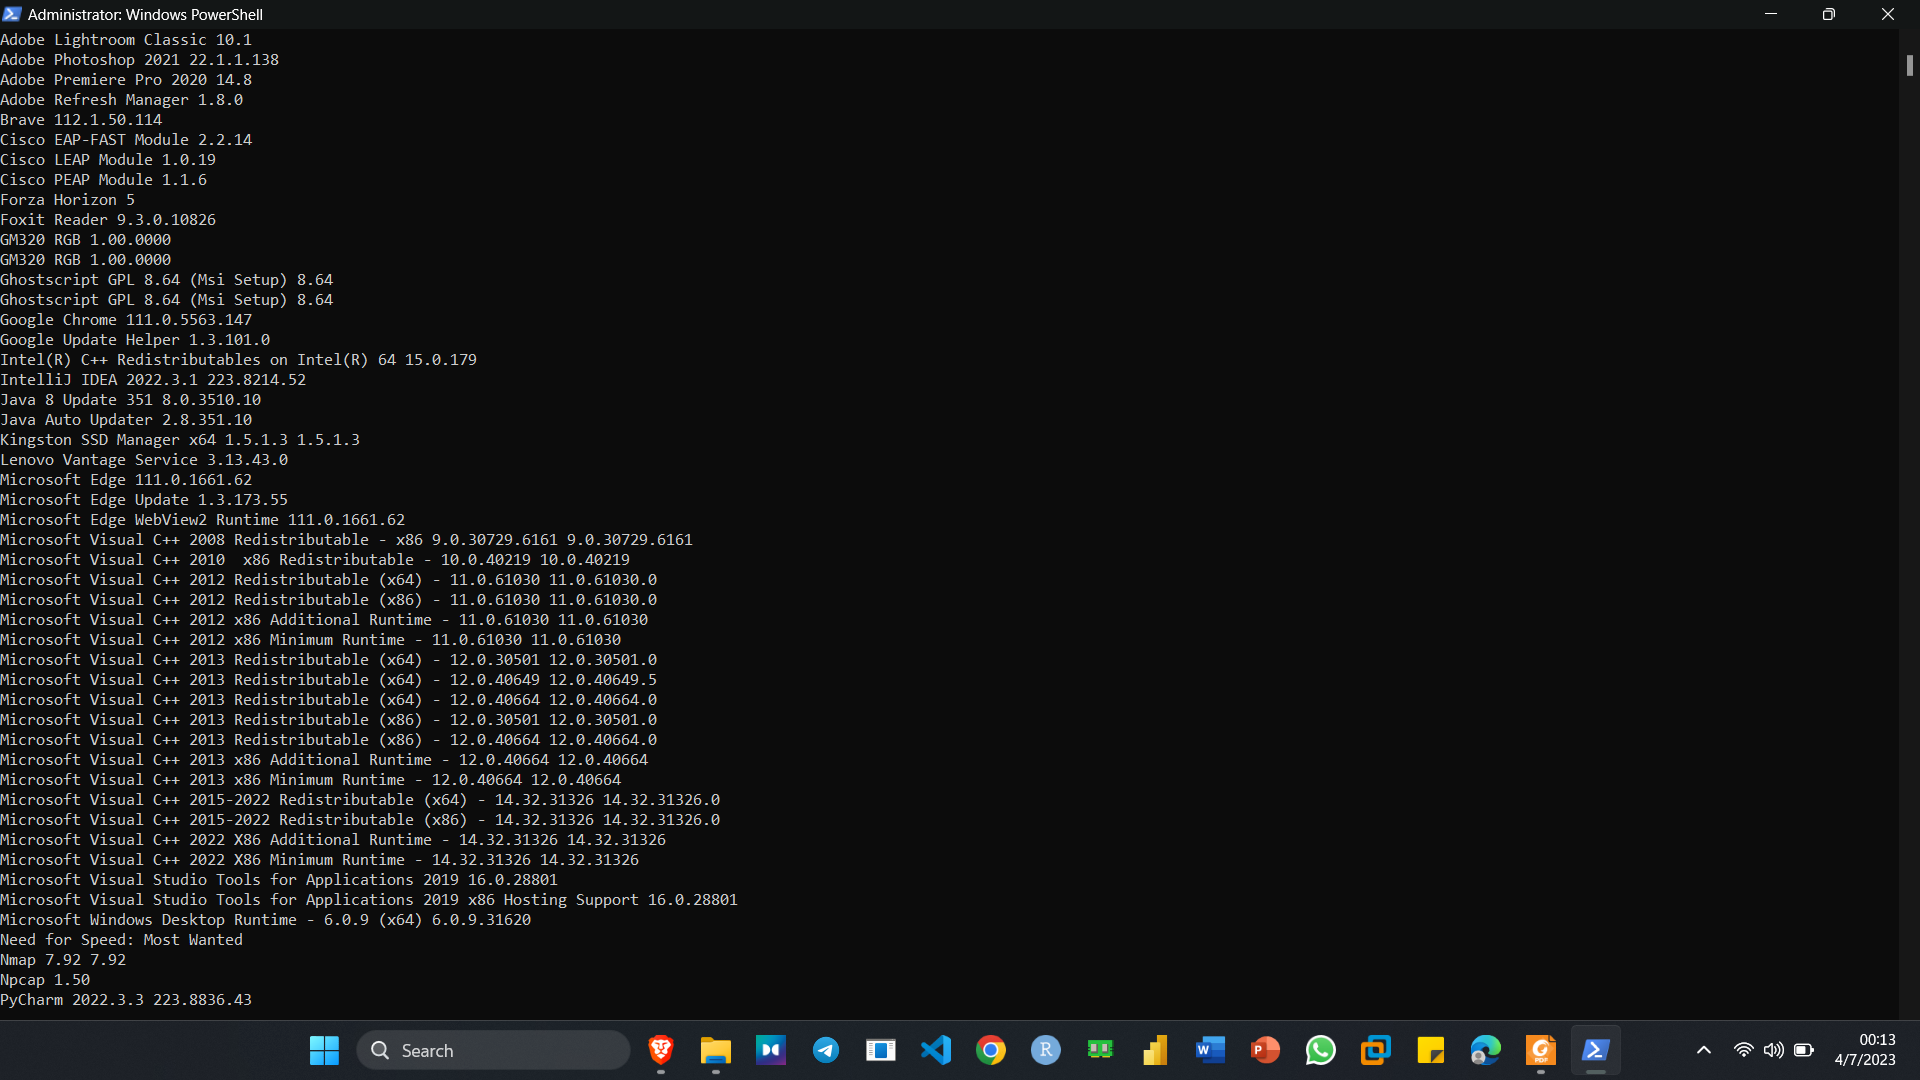 Administrator: Windows PowerShell
Adobe Lightroom Classic 10.1
Adobe Photoshop 2021 22.1.1.138
Adobe Premiere Pro 2020 14.8
Adobe Refresh Manager 1.8.0
Brave 112.1.50.114
Cisco EAP-FAST Module 2.2.14
Cisco LEAP Module 1.0.19
Cisco PEAP Module 1.1.6
Forza Horizon 5
Foxit Reader 9.3.0.10826
GM320 RGB 1.00.0000
GM320 RGB 1.00.0000
Ghostscript GPL 8.64 (Msi Setup) 8.64
Ghostscript GPL 8.64 (Msi Setup) 8.64
Google Chrome 111.0.5563.147
Google Update Helper 1.3.101.0
Intel(R) C++ Redistributables on Intel(R) 64 15.0.179
IntelliJ IDEA 2022.3.1 223.8214.52
Java 8 Update 351 8.0.3510.10
Java Auto Updater 2.8.351.10
Kingston SSD Manager x64 1.5.1.3 1.5.1.3
Lenovo Vantage Service 3.13.43.0
Microsoft Edge 111.0.1661.62
Microsoft Edge Update 1.3.173.55
Microsoft Edge WebView2 Runtime 111.0.1661.62
Microsoft Visual C++ 2008 Redistributable - x86 9.0.30729.6161 9.0.30729.6161
Microsoft Visual C++ 2010  x86 Redistributable - 10.0.40219 10.0.40219
Microsoft Visual C++ 2012 Redistributable (x64) - 11.0.61030 11.0.61030.0
Microsoft Visual C++ 2012 Redistributable (x86) - 11.0.61030 11.0.61030.0
Microsoft Visual C++ 2012 x86 Additional Runtime - 11.0.61030 11.0.61030
Microsoft Visual C++ 2012 x86 Minimum Runtime - 11.0.61030 11.0.61030
Microsoft Visual C++ 2013 Redistributable (x64) - 12.0.30501 12.0.30501.0
Microsoft Visual C++ 2013 Redistributable (x64) - 12.0.40649 12.0.40649.5
Microsoft Visual C++ 2013 Redistributable (x64) - 12.0.40664 12.0.40664.0
Microsoft Visual C++ 2013 Redistributable (x86) - 12.0.30501 12.0.30501.0
Microsoft Visual C++ 2013 Redistributable (x86) - 12.0.40664 12.0.40664.0
Microsoft Visual C++ 2013 x86 Additional Runtime - 12.0.40664 12.0.40664
Microsoft Visual C++ 2013 x86 Minimum Runtime - 12.0.40664 12.0.40664
Microsoft Visual C++ 2015-2022 Redistributable (x64) - 14.32.31326 14.32.31326.0
Microsoft Visual C++ 2015-2022 Redistributable (x86) - 14.32.31326 14.32.31326.0
Microsoft Visual C++ 2022 X86 Additional Runtime - 14.32.31326 14.32.31326
Microsoft Visual C++ 2022 X86 Minimum Runtime - 14.32.31326 14.32.31326
Microsoft Visual Studio Tools for Applications 2019 16.0.28801
Microsoft Visual Studio Tools for Applications 2019 x86 Hosting Support 16.0.28801
Microsoft Windows Desktop Runtime - 6.0.9 (x64) 6.0.9.31620
Need for Speed: Most Wanted
Nmap 7.92 7.92
Npcap 1.50
PyCharm 2022.3.3 223.8836.43
Search
00:13
4/7/2023